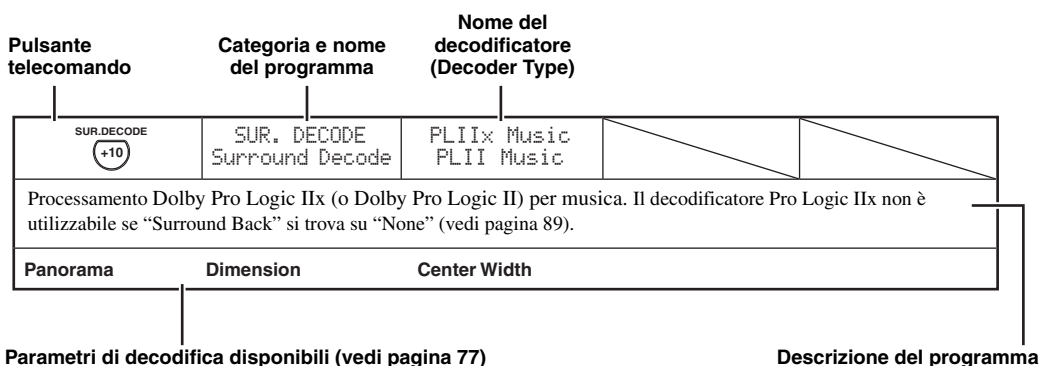 Pulsante
telecomando
Categoria e nome
del programma
Nome del
decodificatore
(Decoder Type)
SUR.DECODE
+10
SUR. DECODE
Surround Decode
PLIIx Music
PLII Music
Processamento Dolby Pro Logic IIx (o Dolby Pro Logic II) per musica. Il decodificatore Pro Logic IIx non è
utilizzabile se “Surround Back” si trova su “None” (vedi pagina 89).
Panorama
Dimension
Center Width
Parametri di decodifica disponibili (vedi pagina 77)
Descrizione del programma